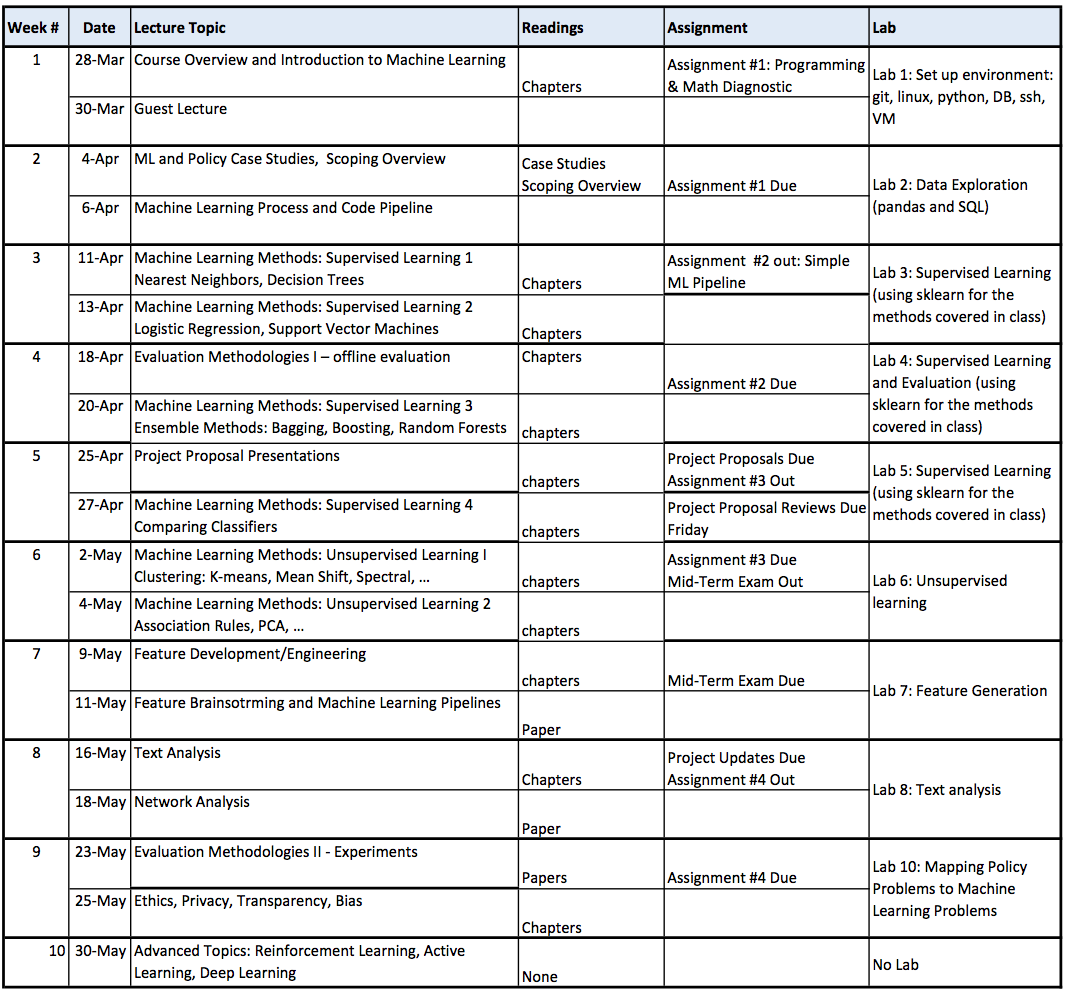 Week # Date Lecture Topic Readings Assignment Lab
1 28-Mar Course Overview and Introduction to Machine Learning
Chapters
Assignment #1: Programming
& Math Diagnostic
Lab 1: Set up environment:
git, linux, python, DB, ssh,
VM
30-Mar Guest Lecture
2 4-Apr ML and Policy Case Studies,  Scoping Overview
Case Studies
Scoping Overview
Assignment #1 Due
Lab 2: Data Exploration
(pandas and SQL)
6-Apr Machine Learning Process and Code Pipeline
3 11-Apr Machine Learning Methods: Supervised Learning 1
Nearest Neighbors, Decision Trees
Chapters
Assignment  #2 out: Simple
ML Pipeline
Lab 3: Supervised Learning
(using sklearn for the
methods covered in class)
13-Apr Machine Learning Methods: Supervised Learning 2
Logistic Regression, Support Vector Machines
Chapters
4 18-Apr Evaluation Methodologies I – offline evaluation
Chapters
Assignment #2 Due
Lab 4: Supervised Learning
and Evaluation (using
sklearn for the methods
covered in class)
20-Apr Machine Learning Methods: Supervised Learning 3
Ensemble Methods: Bagging, Boosting, Random Forests
chapters
5 25-Apr Project Proposal Presentations
chapters
Project Proposals Due
Assignment #3 Out
Lab 5: Supervised Learning
(using sklearn for the
methods covered in class)
27-Apr Machine Learning Methods: Supervised Learning 4
Comparing Classifiers
chapters
Project Proposal Reviews Due
Friday
6 2-May Machine Learning Methods: Unsupervised Learning I
Clustering: K-means, Mean Shift, Spectral, ...
chapters
Assignment #3 Due
Mid-Term Exam Out
Lab 6: Unsupervised
learning
4-May Machine Learning Methods: Unsupervised Learning 2
Association Rules, PCA, ...
chapters
7 9-May Feature Development/Engineering
chapters
Mid-Term Exam Due
Lab 7: Feature Generation
11-May Feature Brainsotrming and Machine Learning Pipelines
Paper
8 16-May Text Analysis
Chapters
Project Updates Due
Assignment #4 Out
Lab 8: Text analysis
18-May Network Analysis
Paper
9 23-May Evaluation Methodologies II - Experiments
Papers
Assignment #4 Due
Lab 10: Mapping Policy
Problems to Machine
Learning Problems
25-May Ethics, Privacy, Transparency, Bias
Chapters
10 30-May Advanced Topics: Reinforcement Learning, Active
Learning, Deep Learning
None
No Lab